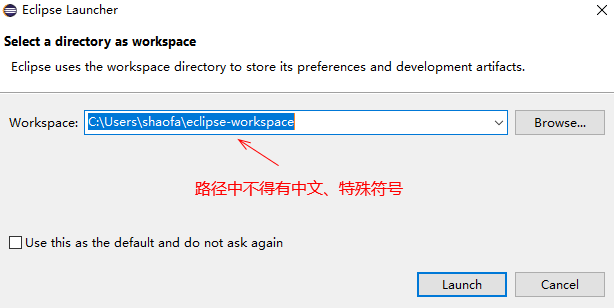 Eclipse Launcher
Select a directory as workspace
Eclipse uses the workspace directory to store its preferences and development artifacts.
Workspace: C:\Users\shaofa\eclipse-workspace Browse...
路径中不得有中文、特殊符号
Use this as the default and do not ask again
Launch Cancel